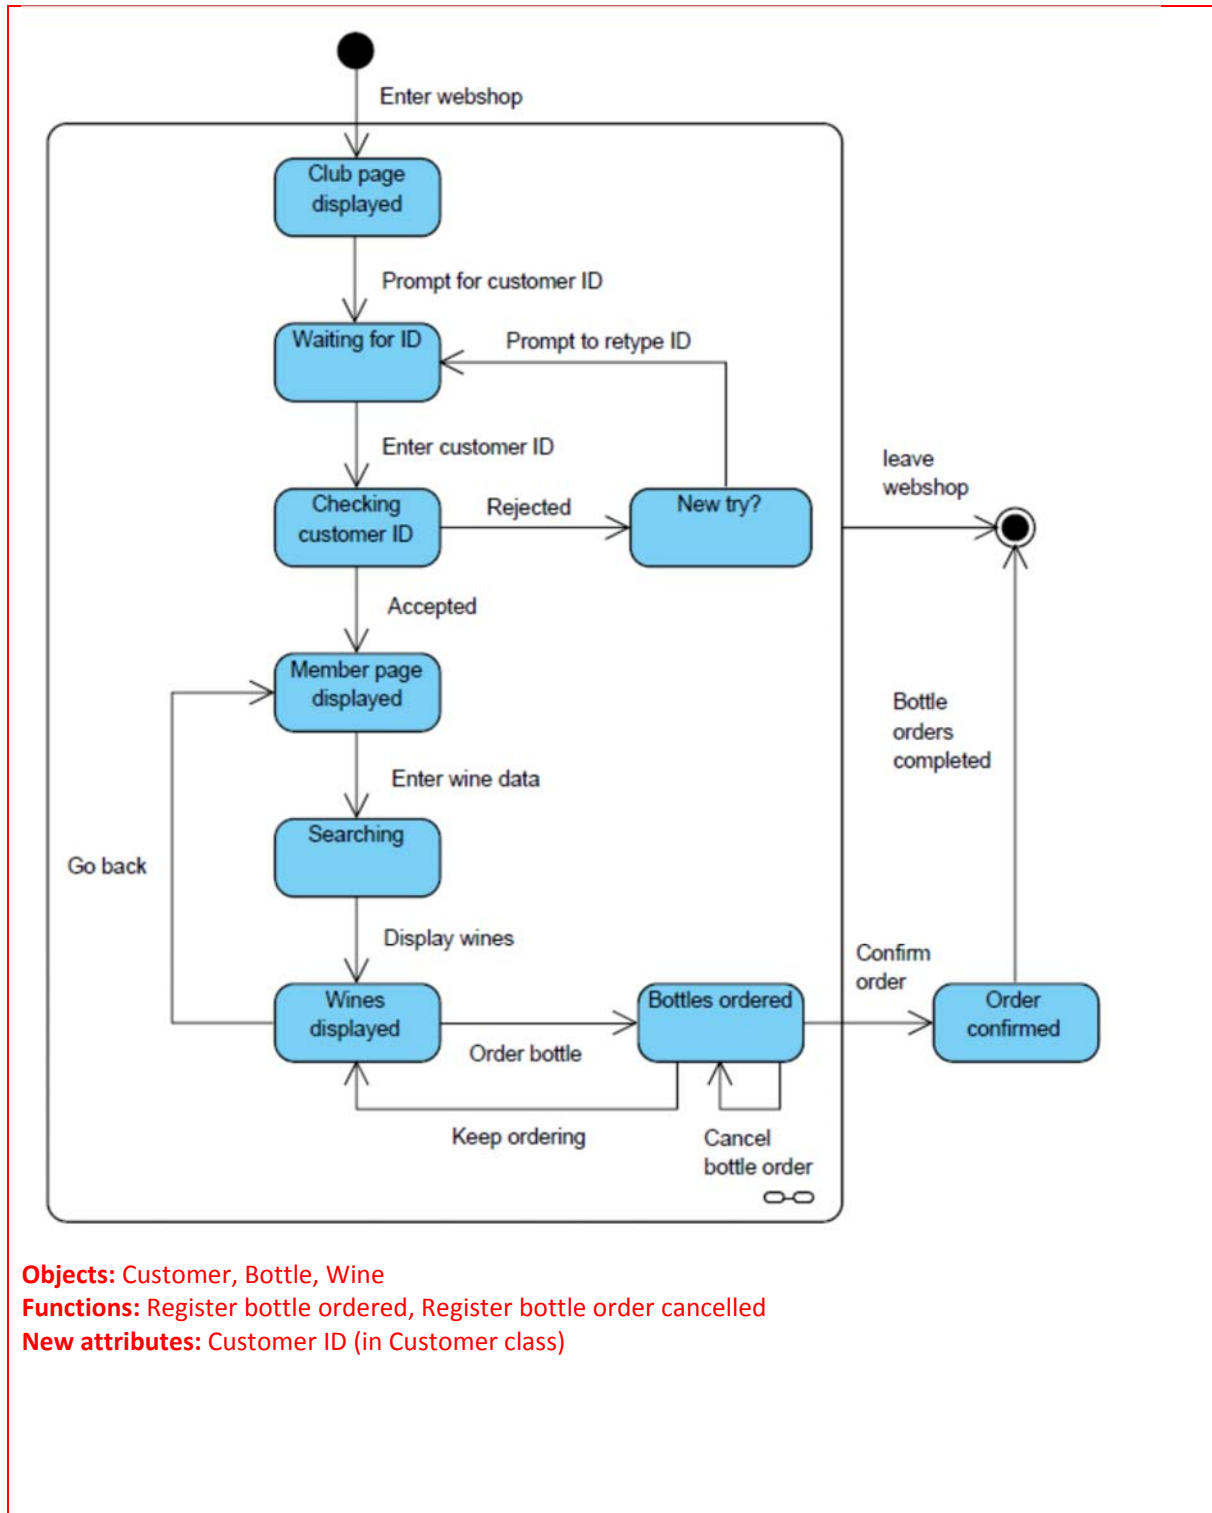 Enter webshop
Club page
displayed
Prompt for customer ID
Waiting for ID
Prompt to retype ID
Enter customer ID
Checking
customer ID
Rejected
New try?
leave
webshop
Accepted
Member page
displayed
Bottle
orders
completed
Enter wine data
Searching
Go back
Display wines
Wines
displayed
Order bottle
Bottles ordered
Confirm
order
Order
confirmed
Keep ordering
Cancel
bottle order
Objects: Customer, Bottle, Wine
Functions: Register bottle ordered, Register bottle order cancelled
New attributes: Customer ID (in Customer class)